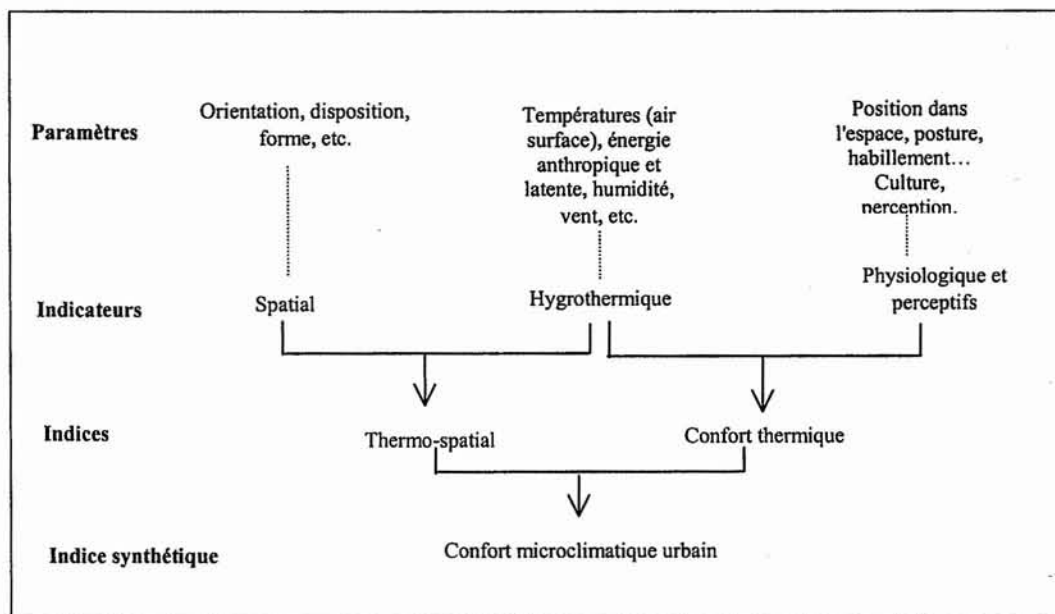 Paramètres
Orientation, disposition,
forme, etc.
Températures (air
surface), énergie
anthropique et
latente, humidité,
vent, etc.
Position dans
l'espace, posture,
habillement...
Culture,
perception.
Indicateurs
Spatial
Hygrothermique
Physiologique et
perceptifs
Indices
Thermo-spatial
Confort thermique
Indice synthétique
Confort microclimatique urbain